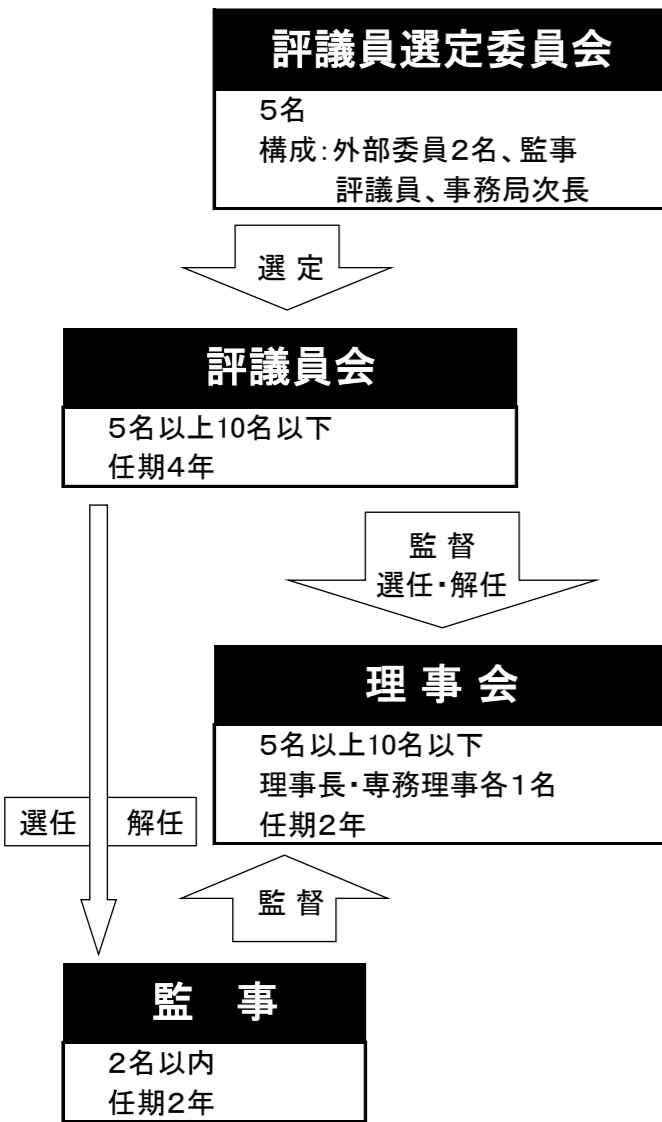 評議員選定委員会
5名
構成:外部委員2名、監事
評議員、事務局次長
選 定
評議員会
5名以上10名以下
任期4年
監 督
選任・解任
理 事 会
5名以上10名以下
理事長・専務理事各1名
任期2年
選任 解任
監 督
監 事
2名以内
任期2年